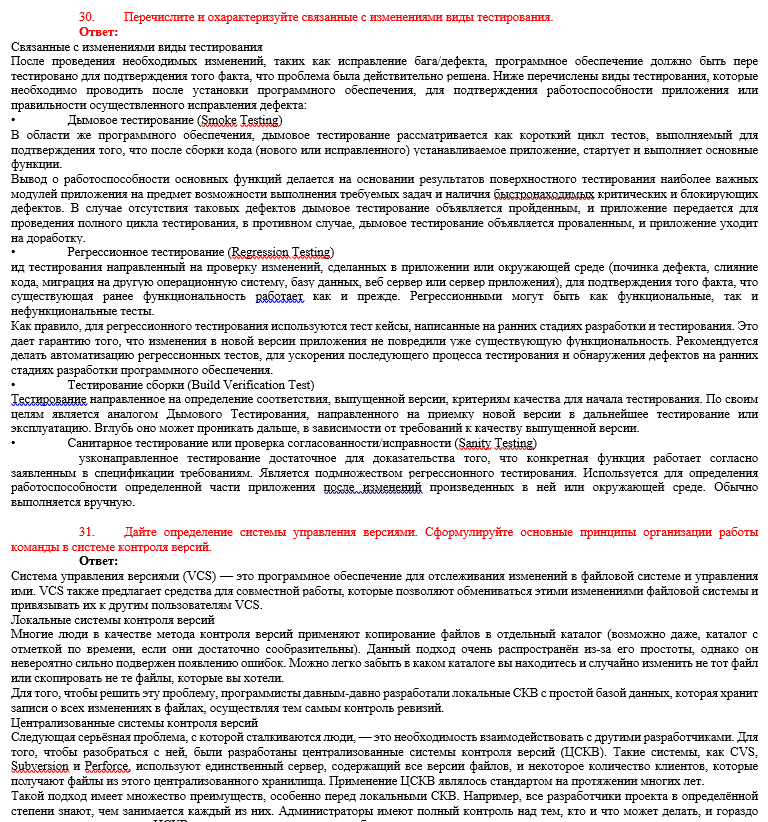 30. Перечислите и охарактеризуйте связанные с изменениями виды тестирования.
Ответ:
Связанные с изменениями виды тестирования
После проведения необходимых изменений, таких как исправление бага/дефекта, программное обеспечение должно быть пере
тестировано для подтверждения того факта, что проблема была действительно решена. Ниже перечислены виды тестирования, которые
необходимо проводить после установки программного обеспечения, для подтверждения работоспособности приложения или
правильности осуществленного исправления дефекта:
• Дымовое тестирование (Smoke Testing)
В области же программного обеспечения, дымовое тестирование рассматривается как короткий цикл тестов, выполняемый для
подтверждения того, что после сборки кода (нового или исправленного) устанавливаемое приложение, стартует и выполняет основные
функции.
Вывод о работоспособности основных функций делается на основании результатов поверхностного тестирования наиболее важных
модулей приложения на предмет возможности выполнения требуемых задач и наличия быстронаходимых критических и блокирующих
дефектов. В случае отсутствия таковых дефектов дымовое тестирование объявляется пройденным, и приложение передается для
проведения полного цикла тестирования, в противном случае, дымовое тестирование объявляется проваленным, и приложение уходит
на доработку.
• Регрессионное тестирование (Regression Testing)
ид тестирования направленный на проверку изменений, сделанных в приложении или окружающей среде (починка дефекта, слияние
кода, миграция на другую операционную систему, базу данных, веб сервер или сервер приложения), для подтверждения того факта, что
существующая ранее функциональность работает как и прежде. Регрессионными могут быть как функциональные, так и
нефункциональные тесты.
Как правило, для регрессионного тестирования используются тест кейсы, написанные на ранних стадиях разработки и тестирования. Это
дает гарантию того, что изменения в новой версии приложения не повредили уже существующую функциональность. Рекомендуется
делать автоматизацию регрессионных тестов, для ускорения последующего процесса тестирования и обнаружения дефектов на ранних
стадиях разработки программного обеспечения.
• Тестирование сборки (Build Verification Test)
Тестирование направленное на определение соответствия, выпущенной версии, критериям качества для начала тестирования. По своим
целям является аналогом Дымового Тестирования, направленного на приемку новой версии в дальнейшее тестирование или
эксплуатацию. Вглубь оно может проникать дальше, в зависимости от требований к качеству выпущенной версии.
• Санитарное тестирование или проверка согласованности/исправности (Sanity Testing)
узконаправленное тестирование достаточное для доказательства того, что конкретная функция работает согласно
заявленным в спецификации требованиям. Является подмножеством регрессионного тестирования. Используется для определения
работоспособности определенной части приложения после изменений произведенных в ней или окружающей среде. Обычно
выполняется вручную.
31. Дайте определение системы управления версиями. Сформулируйте основные принципы организации работы
команды в системе контроля версий.
Ответ:
Система управления версиями (VCS) — это программное обеспечение для отслеживания изменений в файловой системе и управления
ими. VCS также предлагает средства для совместной работы, которые позволяют обмениваться этими изменениями файловой системы и
привязывать их к другим пользователям VCS.
Локальные системы контроля версий
Многие люди в качестве метода контроля версий применяют копирование файлов в отдельный каталог (возможно даже, каталог с
отметкой по времени, если они достаточно сообразительны). Данный подход очень распространён из-за его простоты, однако он
невероятно сильно подвержен появлению ошибок. Можно легко забыть в каком каталоге вы находитесь и случайно изменить не тот файл
или скопировать не те файлы, которые вы хотели.
Для того, чтобы решить эту проблему, программисты давным-давно разработали локальные СКВ с простой базой данных, которая хранит
записи о всех изменениях в файлах, осуществляя тем самым контроль ревизий.
Централизованные системы контроля версий
Следующая серьёзная проблема, с которой сталкиваются люди, — это необходимость взаимодействовать с другими разработчиками. Для
того, чтобы разобраться с ней, были разработаны централизованные системы контроля версий (ЦСКВ). Такие системы, как CVS,
Subversion и Perforce, используют единственный сервер, содержащий все версии файлов, и некоторое количество клиентов, которые
получают файлы из этого централизованного хранилища. Применение ЦСКВ являлось стандартом на протяжении многих лет.
Такой подход имеет множество преимуществ, особенно перед локальными СКВ. Например, все разработчики проекта в определённой
степени знают, чем занимается каждый из них. Администраторы имеют полный контроль над тем, кто и что может делать, и гораздо